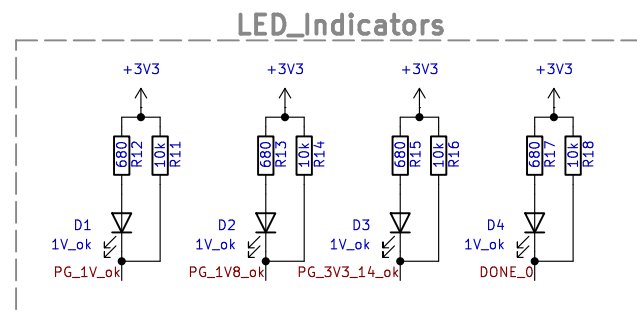 LED_Indicators
+3V3 +3V3 +3V3 +3V3
680 R12 10k R11 680 R13 10k R14 680 R15 10k R16 680 R17 10k R18
D1 D2 D3 D4
1V_ok 1V_ok 1V_ok 1V_ok
PG_1V_ok PG_1V8_ok PG_3V3_14_ok DONE_0